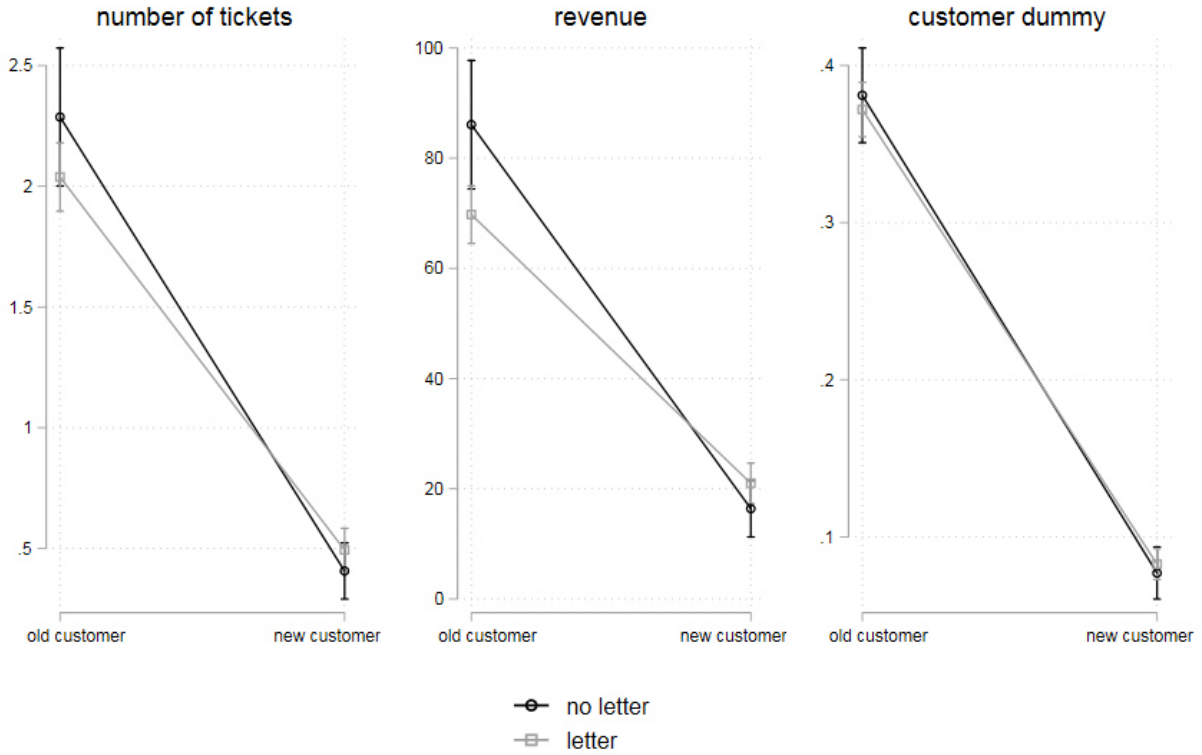 number of tickets
2.5
2
1.5
1
.5
old customer
new customer
revenue
100
80
60
40
20
0
old customer
new customer
customer dummy
.4
.3
.2
.1
old customer
new customer
no letter
letter